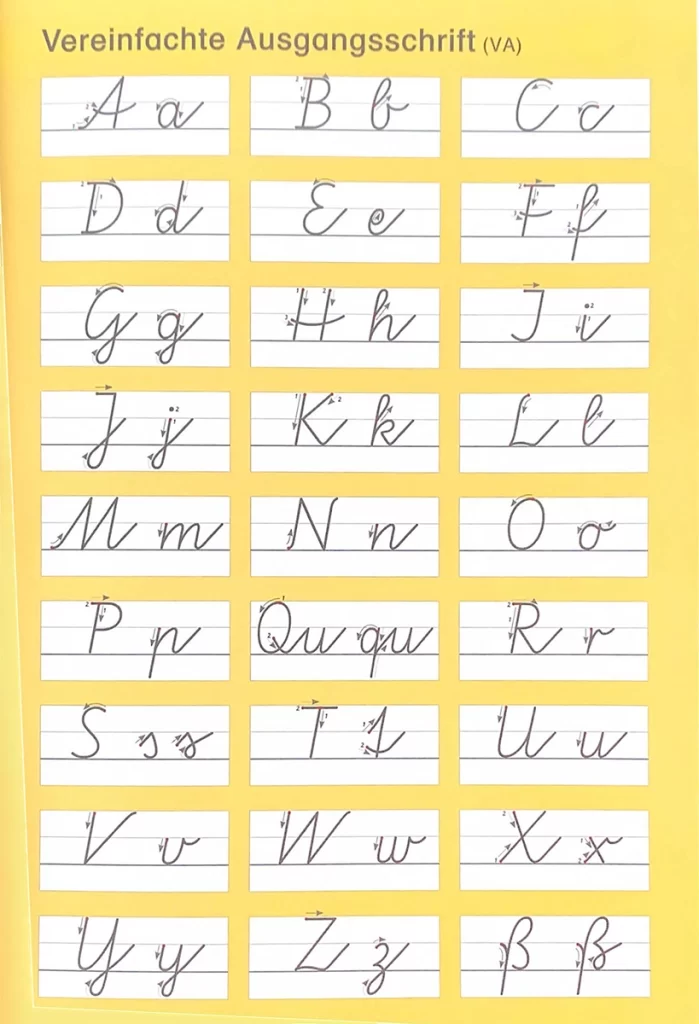 Vereinfachte Ausgangsschrift (VA)
A a B b C c
D d E e F f
G g H h I i
J j K k L l
M m N n O o
P p Qu qu R r
S s s T t U u
V v W w X x
Y y Z z ß ß